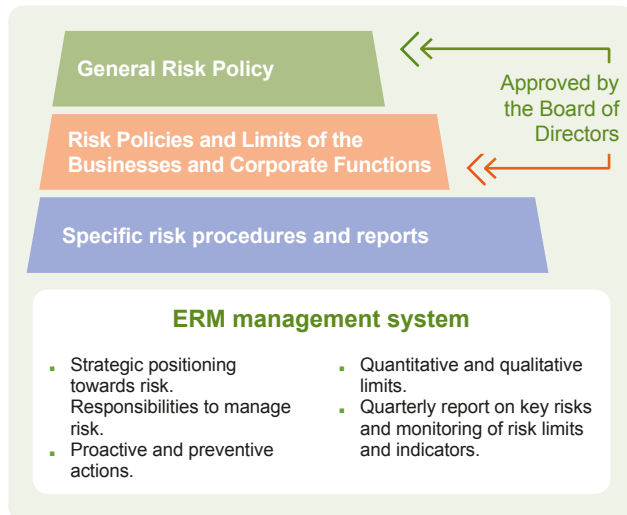 General Risk Policy
Approved by
the Board of
Directors
Risk Policies and Limits of the
Businesses and Corporate Functions
Specific risk procedures and reports
ERM management system
▪ Strategic positioning
towards risk.
Responsibilities to manage
risk.
▪ Proactive and preventive
actions.
▪ Quantitative and qualitative
limits.
▪ Quarterly report on key risks
and monitoring of risk limits
and indicators.